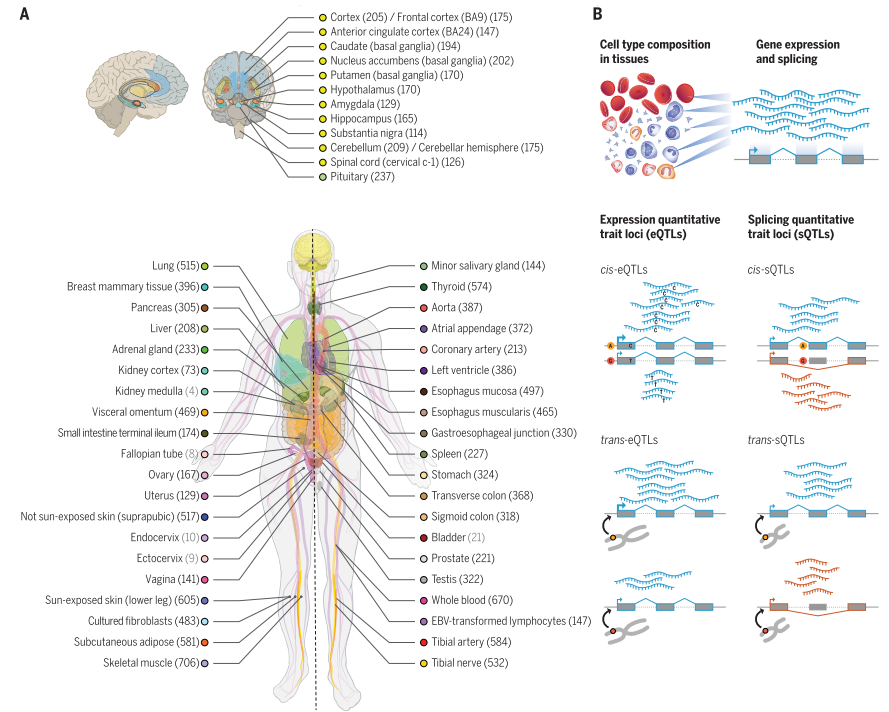 A
Cortex (205) / Frontal cortex (BA9) (175)
Anterior cingulate cortex (BA24) (147)
Caudate (basal ganglia) (194)
Nucleus accumbens (basal ganglia) (202)
Putamen (basal ganglia) (170)
Hypothalamus (170)
Amygdala (129)
Hippocampus (165)
Substantia nigra (114)
Cerebellum (209) / Cerebellar hemisphere (175)
Spinal cord (cervical c-1) (126)
Pituitary (237)
Lung (515)
Breast mammary tissue (396)
Pancreas (305)
Liver (208)
Adrenal gland (233)
Kidney cortex (73)
Kidney medulla (4)
Visceral omentum (469)
Small intestine terminal ileum (174)
Fallopian tube (8)
Ovary (167)
Uterus (129)
Not sun-exposed skin (suprapubic) (517)
Endocervix (10)
Ectocervix (9)
Vagina (141)
Sun-exposed skin (lower leg) (605)
Cultured fibroblasts (483)
Subcutaneous adipose (581)
Skeletal muscle (706)
Minor salivary gland (144)
Thyroid (574)
Aorta (387)
Atrial appendage (372)
Coronary artery (213)
Left ventricle (386)
Esophagus mucosa (497)
Esophagus muscularis (465)
Gastroesophageal junction (330)
Spleen (227)
Stomach (324)
Transverse colon (368)
Sigmoid colon (318)
Bladder (21)
Prostate (221)
Testis (322)
Whole blood (670)
EBV-transformed lymphocytes (147)
Tibial artery (584)
Tibial nerve (532)
B
Cell type composition
in tissues
Gene expression
and splicing
Expression quantitative
trait loci (eQTLs)
Splicing quantitative
trait loci (sQTLs)
cis-eQTLs
cis-sQTLs
A
C
G
T
A
G
trans-eQTLs
trans-sQTLs